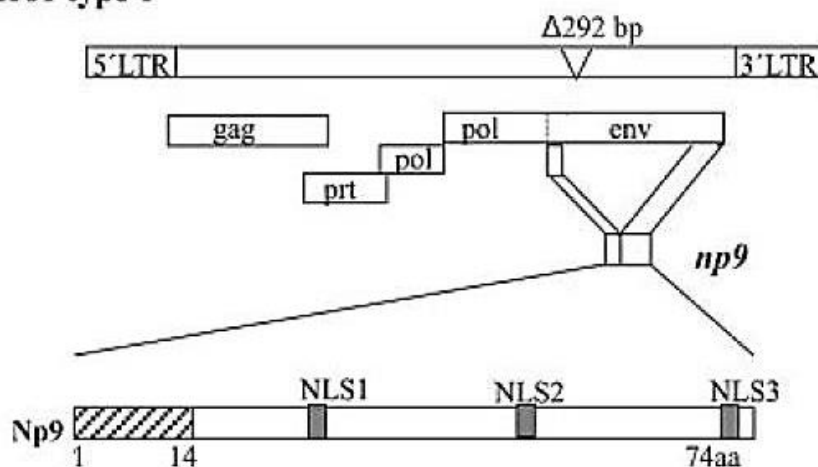 Δ292 bp
5´LTR 3´LTR
gag pol env
pol
prt
np9
NLS1 NLS2 NLS3
Np9
1 14 74aa